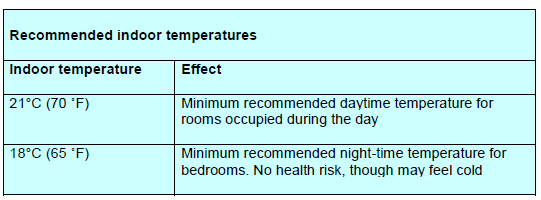 Recommended indoor temperatures
Indoor temperature Effect
21°C (70 °F) Minimum recommended daytime temperature for
rooms occupied during the day
18°C (65 °F) Minimum recommended night-time temperature for
bedrooms. No health risk, though may feel cold